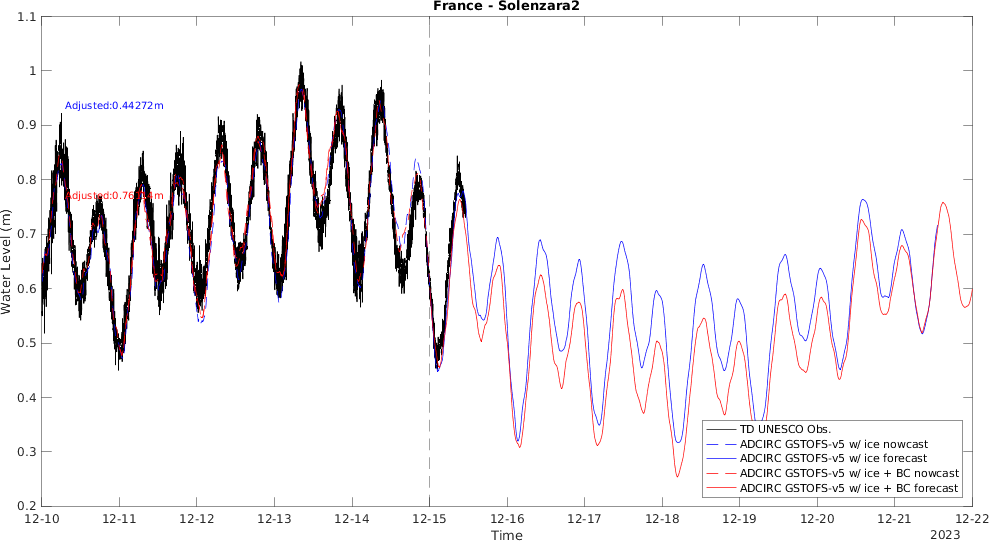 France - Solenzara2
Water Level (m)
1.1
1
0.9
0.8
0.7
0.6
0.5
0.4
0.3
0.2
Adjusted:0.44272m
TD UNESCO Obs.
ADCIRC GSTOFS-v5 w/ ice nowcast
ADCIRC GSTOFS-v5 w/ ice forecast
ADCIRC GSTOFS-v5 w/ ice + BC nowcast
ADCIRC GSTOFS-v5 w/ ice + BC forecast
12-10 12-11 12-12 12-13 12-14 12-15 12-16 12-17 12-18 12-19 12-20 12-21 12-22
Time
2023